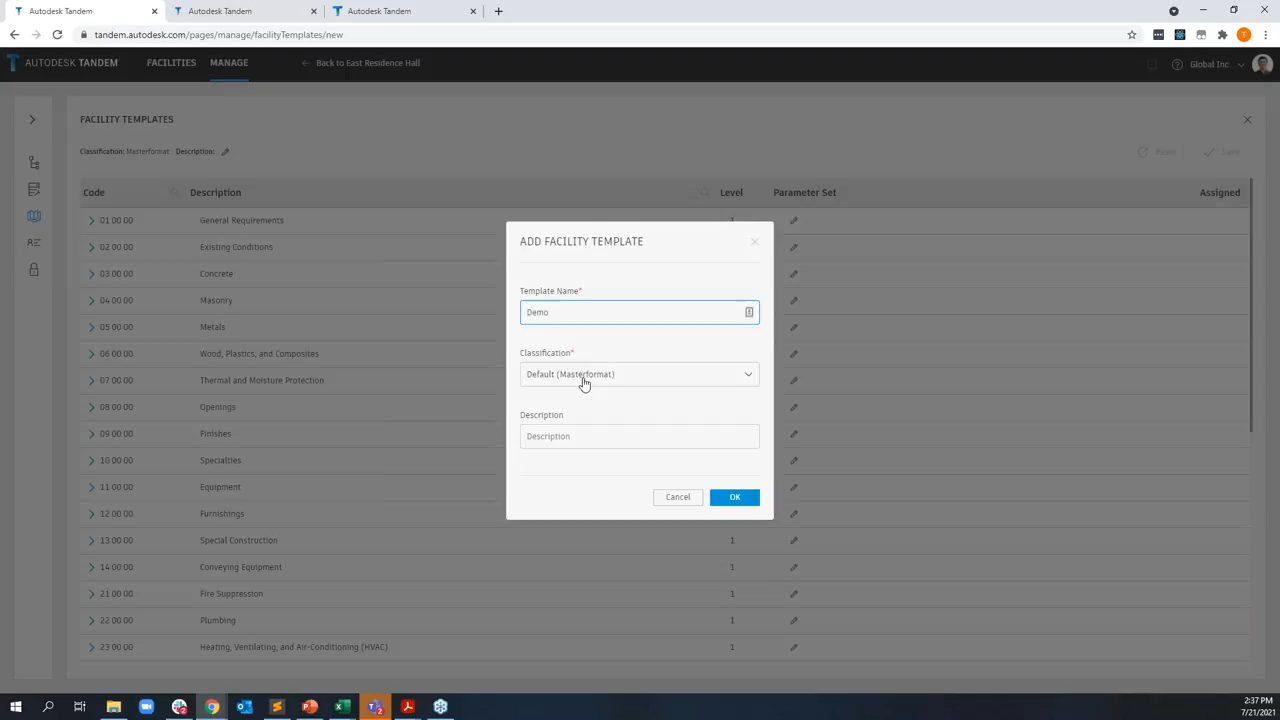 Autodesk Tandem
Autodesk Tandem
Autodesk Tandem
tandem.autodesk.com/pages/manage/facilityTemplates/new
T
AUTODESK TANDEM
FACILITIES
MANAGE
Back to East Residence Hall
Global Inc
FACILITY TEMPLATES
Classification: Masterformat Description:
Reset
Save
Code Description Level Parameter Set Assigned
01 00 00 General Requirements 1
02 00 00 Existing Conditions
03 00 00 Concrete
04 00 00 Masonry
05 00 00 Metals
06 00 00 Wood, Plastics, and Composites
07 00 00 Thermal and Moisture Protection
08 00 00 Openings
09 00 00 Finishes
10 00 00 Specialties
11 00 00 Equipment
12 00 00 Furnishings
13 00 00 Special Construction 1
14 00 00 Conveying Equipment 1
21 00 00 Fire Suppression 1
22 00 00 Plumbing 1
23 00 00 Heating, Ventilating, and Air-Conditioning (HVAC) 1
ADD FACILITY TEMPLATE
Template Name*
Demo
Classification*
Default (Masterformat)
Description
Description
Cancel
OK
2:37 PM
7/21/2021